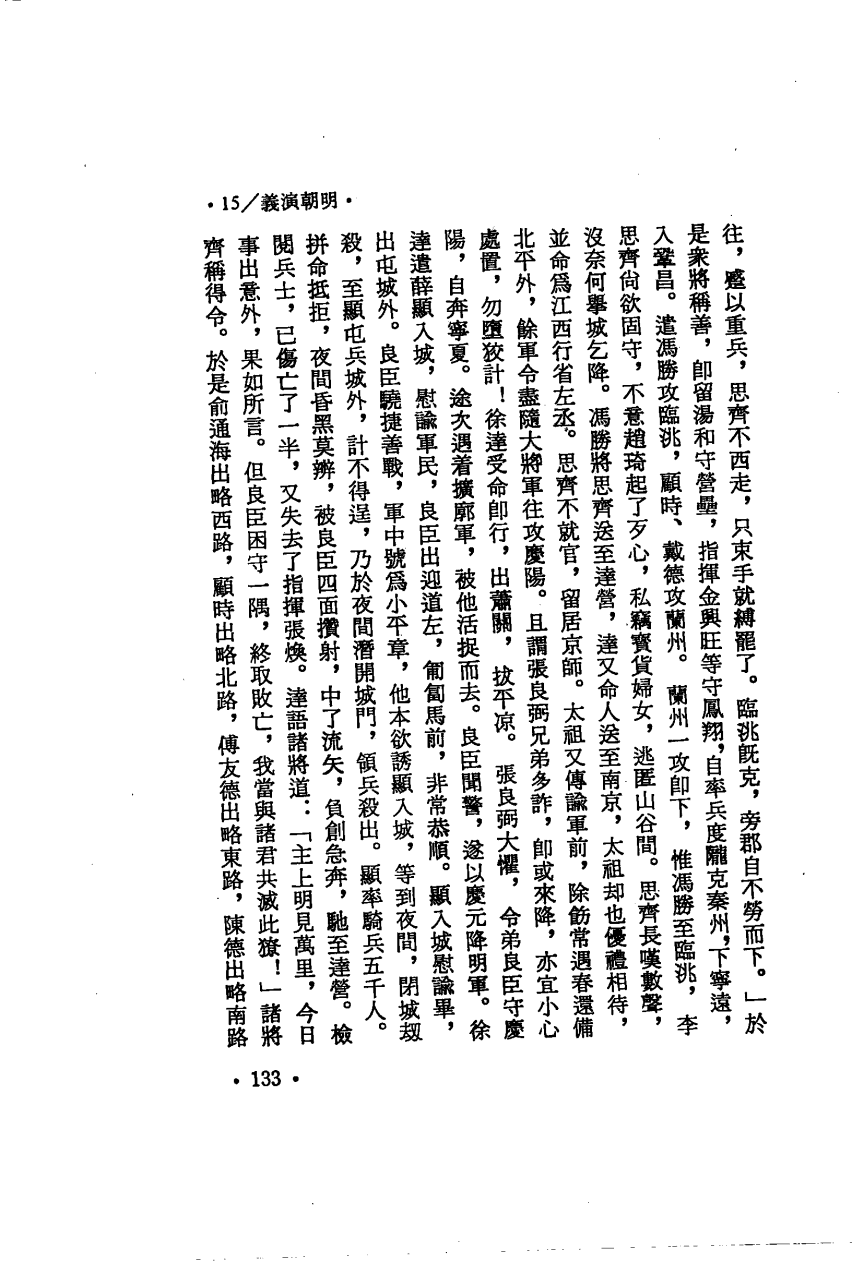 •15／義演朝明•
往，蹙以重兵，思齊不西走，只束手就縛罷了。臨洮旣克，旁郡自不勞而下。」於
是衆將稱善，卽留湯和守營壘，指揮金興旺等守鳳翔，自率兵度隴克秦州，下寧遠，
入鞏昌。遣馮勝攻臨洮，顧時、戴德攻蘭州。蘭州一攻卽下，惟馮勝至臨洮，李
思齊尙欲固守，不意趙琦起了歹心，私竊寶貨婦女，逃匿山谷間。思齊長嘆數聲，
沒奈何擧城乞降。馮勝將思齊送至達營，達又命人送至南京，太祖却也優禮相待，
並命爲江西行省左丞。思齊不就官，留居京師。太祖又傳諭軍前，除飭常遇春還備
北平外，餘軍令盡隨大將軍往攻慶陽。且謂張良弼兄弟多詐，卽或來降，亦宜小心
處置，勿墮狡計！徐達受命卽行，出蕭關，拔平凉。張良弼大懼，令弟良臣守慶
陽，自奔寧夏。途次遇着擴廓軍，被他活捉而去。良臣聞警，遂以慶元降明軍。徐
達遣薛顯入城，慰諭軍民，良臣出迎道左，匍匐馬前，非常恭順。顯入城慰諭畢，
出屯城外。良臣驍捷善戰，軍中號爲小平章，他本欲誘顯入城，等到夜間，閉城刼
殺，至顯屯兵城外，計不得逞，乃於夜間潛開城門，領兵殺出。顯率騎兵五千人。
拼命抵拒，夜間昏黑莫辨，被良臣四面攢射，中了流矢，負創急奔，馳至達營。檢
閱兵士，已傷亡了一半，又失去了指揮張煥。達語諸將道：「主上明見萬里，今日
事出意外，果如所言。但良臣困守一隅，終取敗亡，我當與諸君共滅此獠！」諸將
齊稱得令。於是俞通海出略西路，顧時出略北路，傅友德出略東路，陳德出略南路
•133•